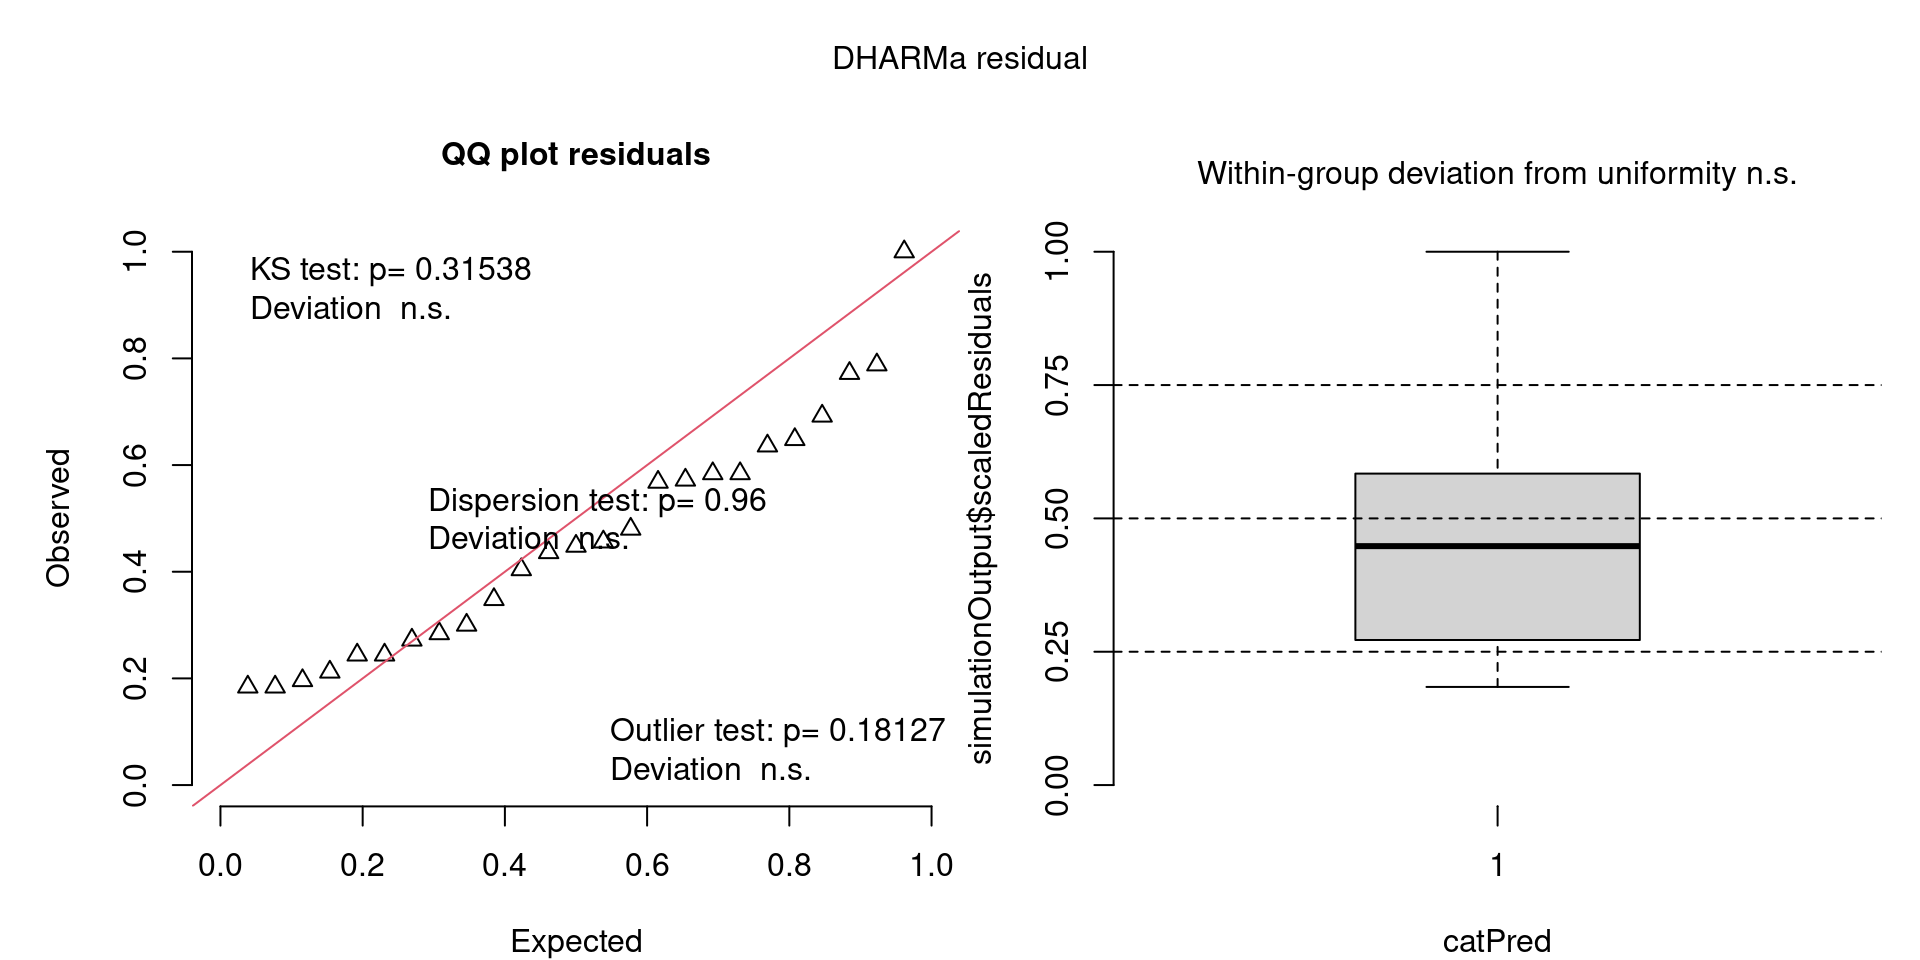 DHARMa residual
QQ plot residuals
KS test: p= 0.31538
Deviation  n.s.
Dispersion test: p= 0.96
Deviation  n.s.
Outlier test: p= 0.18127
Deviation  n.s.
Observed
1.0
0.8
0.6
0.4
0.2
0.0
0.0 0.2 0.4 0.6 0.8 1.0
Expected
Within-group deviation from uniformity n.s.
simulationOutput$scaledResiduals
1.00
0.75
0.50
0.25
0.00
1
catPred